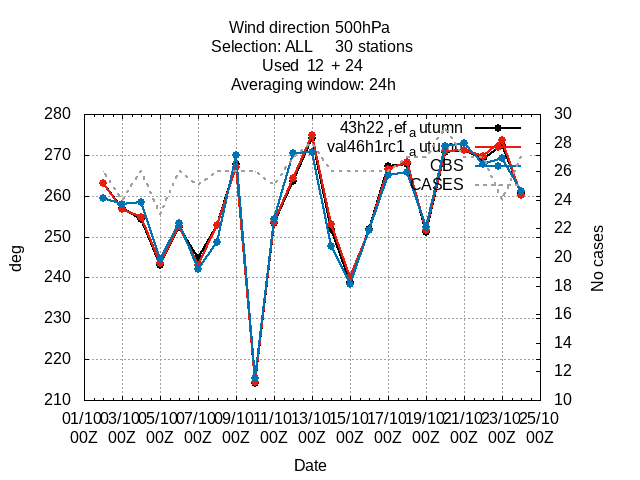 Wind direction 500hPa
Selection: ALL 30 stations
Used 12 + 24
Averaging window: 24h
43h22_refautumn
val46h1rc1autumn
OBS
CASES
280
270
260
250
240
230
220
210
30
28
26
24
22
20
18
16
14
12
10
deg
No cases
01/10 03/10 05/10 07/10 09/10 11/10 13/10 15/10 17/10 19/10 21/10 23/10 25/10
00Z 00Z 00Z 00Z 00Z 00Z 00Z 00Z 00Z 00Z 00Z 00Z 00Z
Date